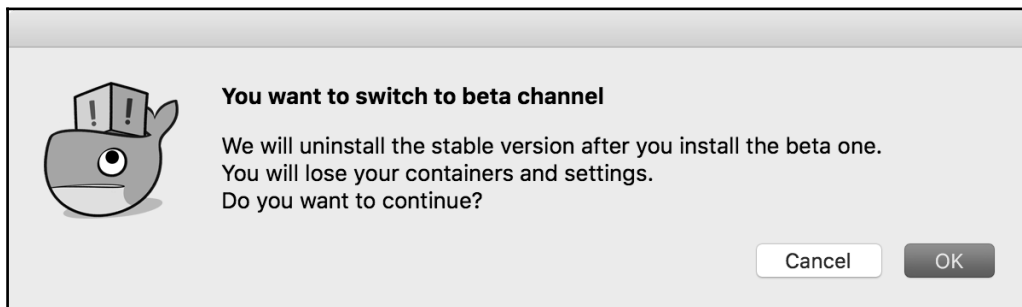 ! !
You want to switch to beta channel
We will uninstall the stable version after you install the beta one.
You will lose your containers and settings.
Do you want to continue?
Cancel OK